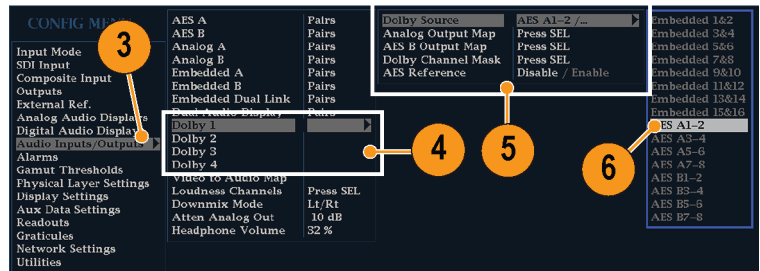 CONFIG MENU
Input Mode
SDI Input
Composite Input
Outputs
External Ref.
Analog Audio Displays
Digital Audio Display
Audio Inputs/Outputs
Alarms
Gamut Thresholds
Physical Layer Settings
Display Settings
Aux Data Settings
Readouts
Graticules
Network Settings
Utilities
3
AES A Pairs
AES B Pairs
Analog A Pairs
Analog B Pairs
Embedded A Pairs
Embedded B Pairs
Embedded Dual Link Pairs
Dual Audio Display Pairs
Dolby 1
Dolby 2
Dolby 3
Dolby 4
Video to Audio Map
Loudness Channels Press SEL
Downmix Mode Lt/Rt
Atten Analog Out 10 dB
Headphone Volume 32 %
4
Dolby Source AES A1–2 /...
Analog Output Map Press SEL
AES B Output Map Press SEL
Dolby Channel Mask Press SEL
AES Reference Disable / Enable
5
Embedded 1&2
Embedded 3&4
Embedded 5&6
Embedded 7&8
Embedded 9&10
Embedded 11&12
Embedded 13&14
Embedded 15&16
AES A1–2
AES A3–4
AES A5–6
AES A7–8
AES B1–2
AES B3–4
AES B5–6
AES B7–8
6